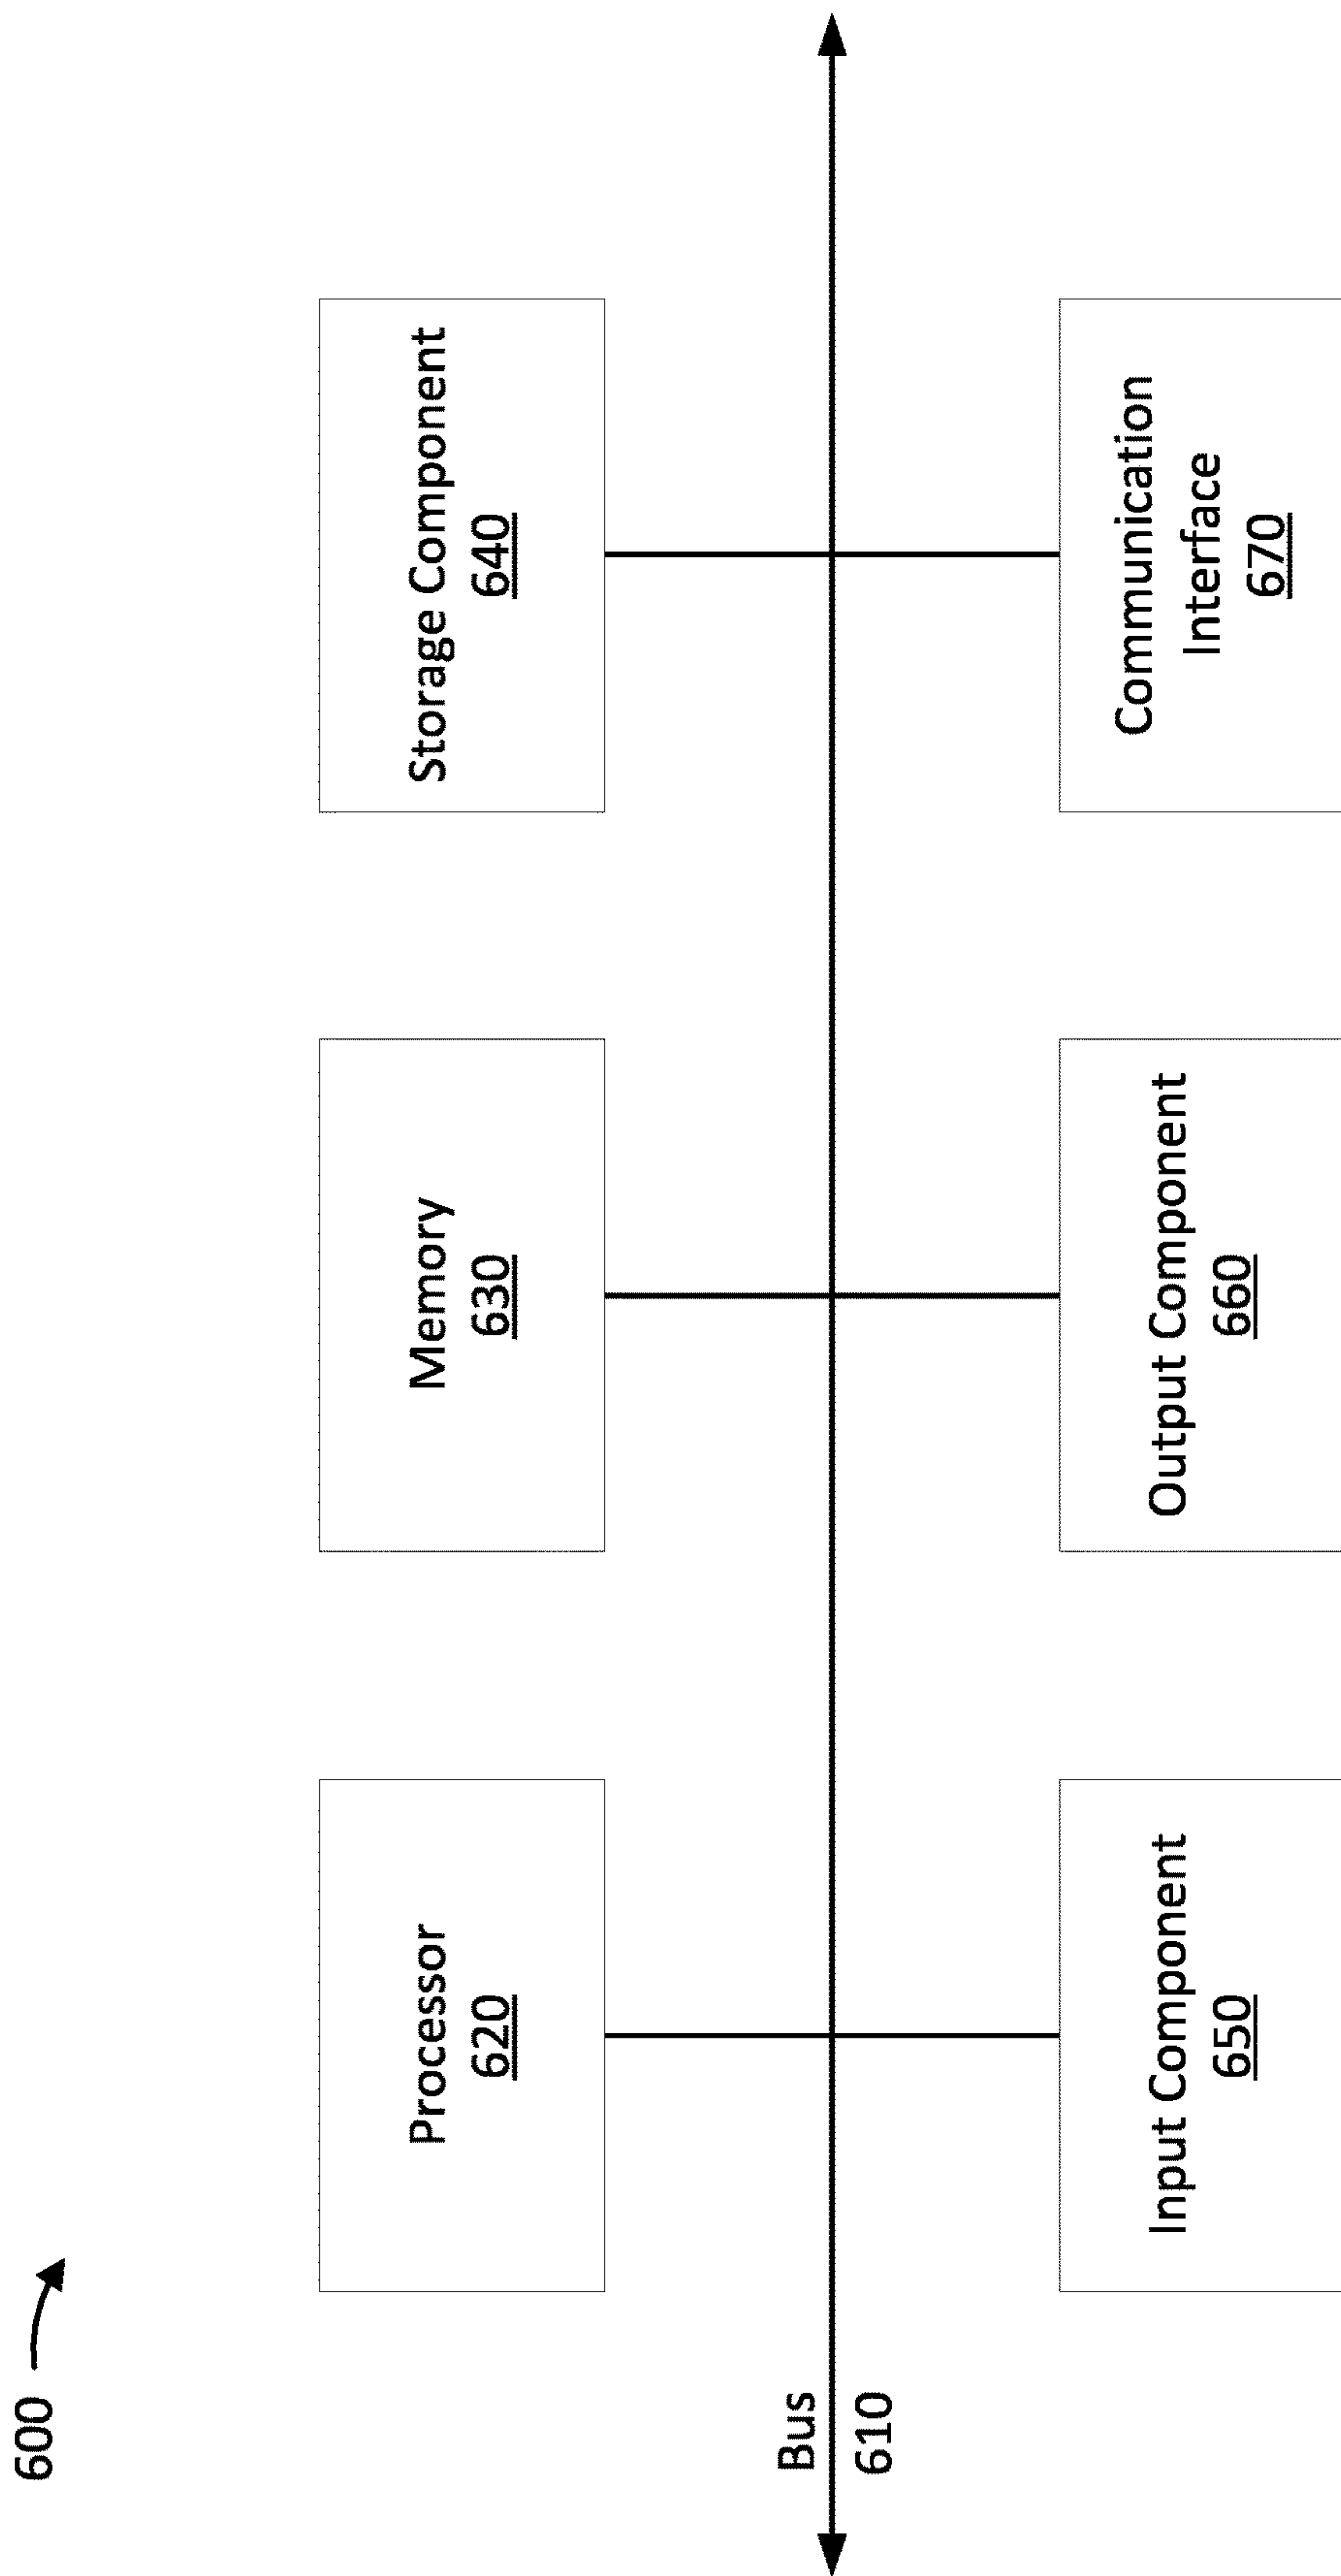 600
Processor
620
Memory
630
Storage Component
640
Bus
610
Input Component
650
Output Component
660
Communication
Interface
670